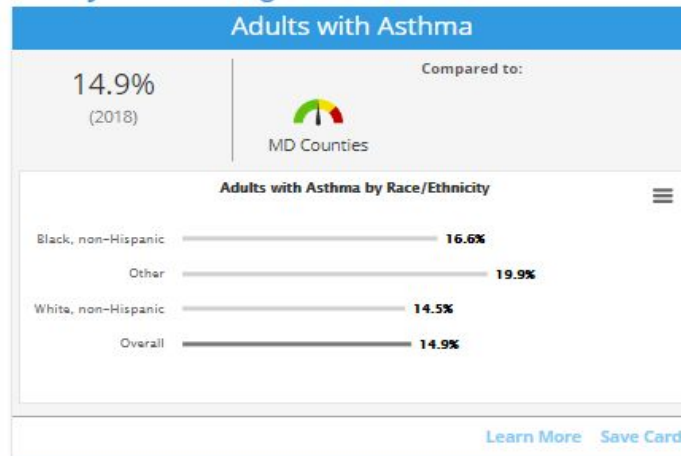 Adults with Asthma
14.9%
(2018)
Compared to:
MD Counties
Adults with Asthma by Race/Ethnicity
Black, non-Hispanic 16.6%
Other 19.9%
White, non-Hispanic 14.5%
Overall 14.9%
Learn More Save Card